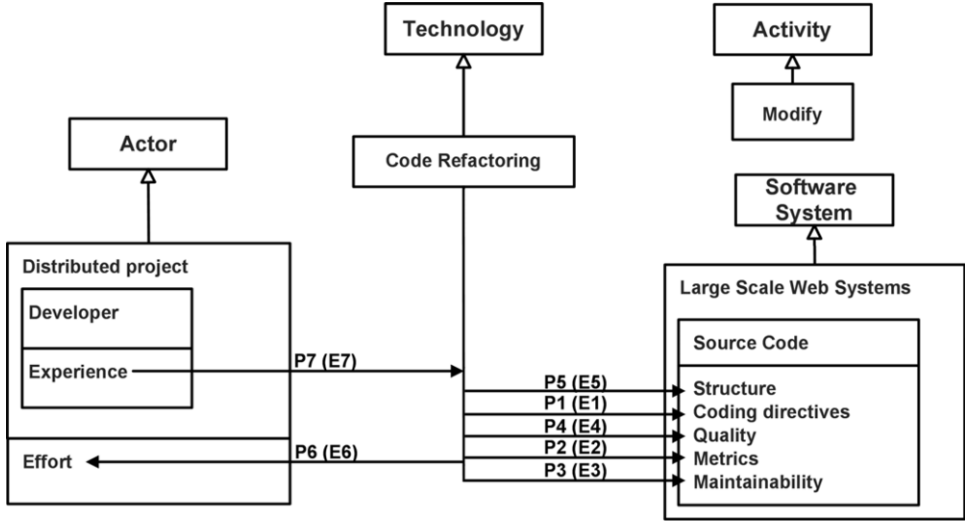 Technology
Activity
Modify
Actor
Code Refactoring
Software
System
Distributed project
Developer
Experience
Effort
P7 (E7)
P6 (E6)
P5 (E5)
P1 (E1)
P4 (E4)
P2 (E2)
P3 (E3)
Large Scale Web Systems
Source Code
Structure
Coding directives
Quality
Metrics
Maintainability